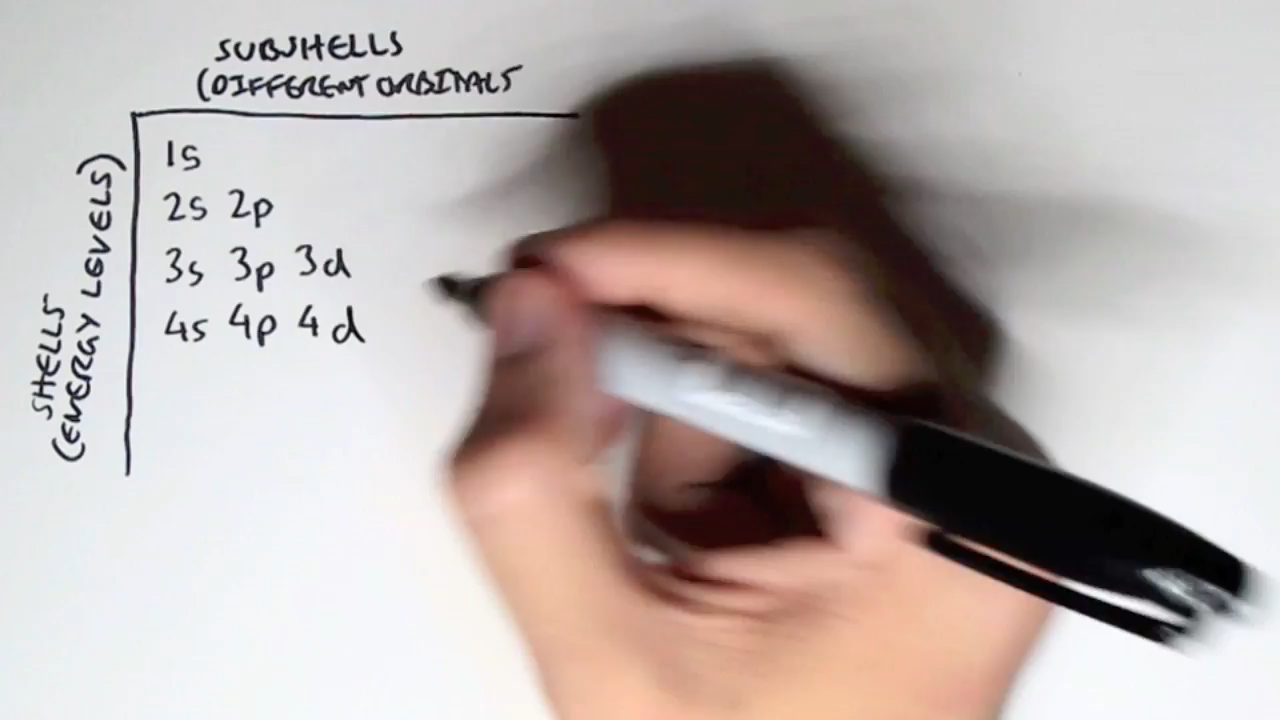 SUBSHELLS
(DIFFERENT ORBITALS
SHELLS
(ENERGY LEVELS)
1s
2s 2p
3s 3p 3d
4s 4p 4d